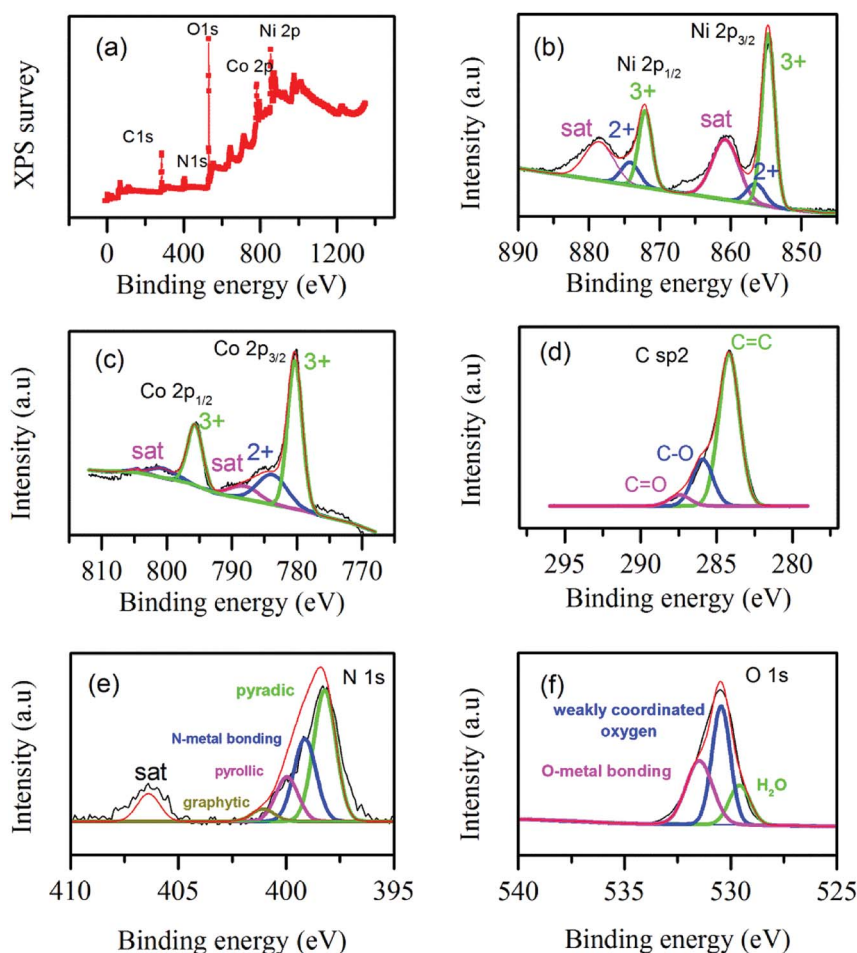 (a)
O1s
Ni 2p
Co 2p
C1s
N1s
XPS survey
0 400 800 1200
Binding energy (eV)
(b)
Ni 2p3/2
Ni 2p1/2
3+
3+
2+
sat
sat
2+
Intensity (a.u)
890 880 870 860 850
Binding energy (eV)
(c)
Co 2p3/2
3+
Co 2p1/2
3+
sat
sat
2+
Intensity (a.u)
810 800 790 780 770
Binding energy (eV)
(d)
C sp2
C=C
C-O
C=O
Intensity (a.u)
295 290 285 280
Binding energy (eV)
(e)
N 1s
pyradic
N-metal bonding
pyrollic
graphytic
sat
Intensity (a.u)
410 405 400 395
Binding energy (eV)
(f)
O 1s
weakly coordinated
oxygen
O-metal bonding
H2O
Intensity (a.u)
540 535 530 525
Binding energy (eV)